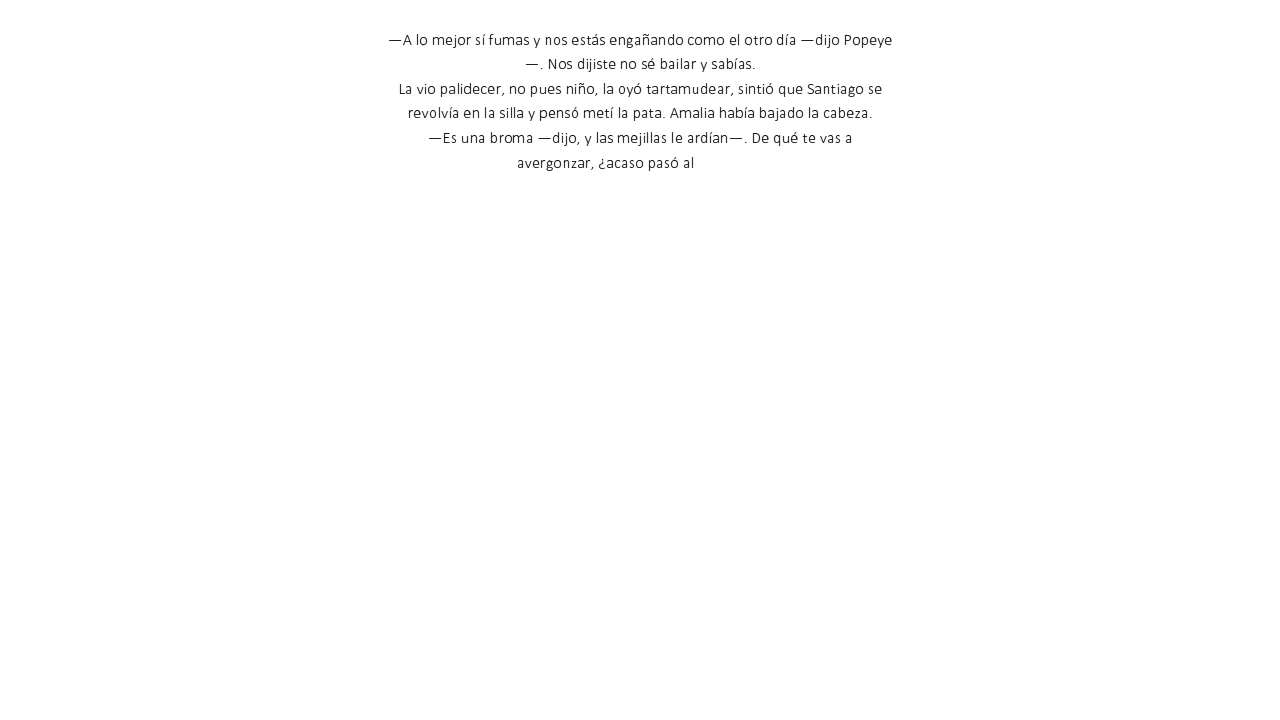 —A lo mejor sí fumas y nos estás engañando como el otro día —dijo Popeye
—. Nos dijiste no sé bailar y sabías.
La vio palidecer, no pues niño, la oyó tartamudear, sintió que Santiago se
revolvía en la silla y pensó metí la pata. Amalia había bajado la cabeza.
—Es una broma —dijo, y las mejillas le ardían—. De qué te vas a
avergonzar, ¿acaso pasó al